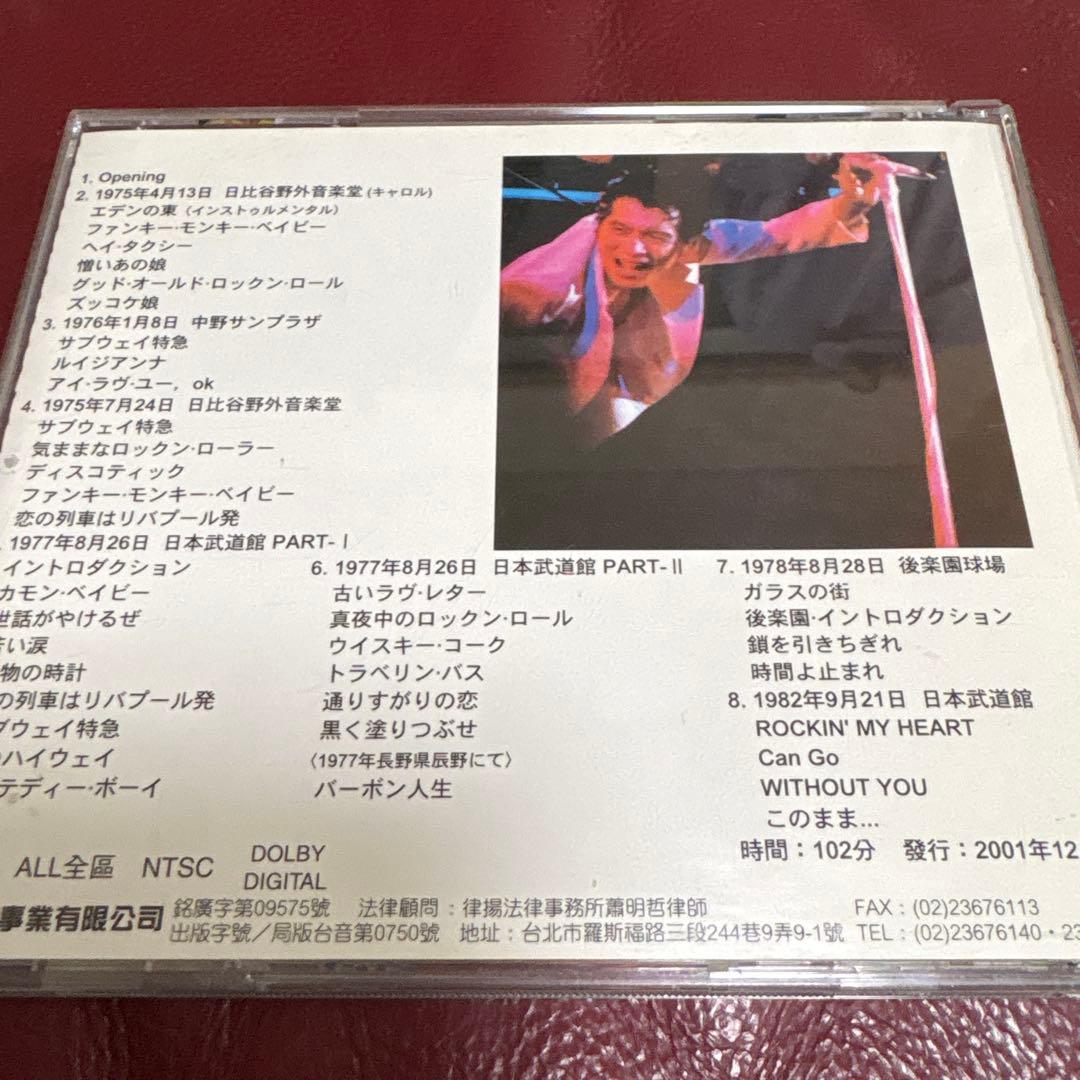 1. Opening
2. 1975年4月13日 日比谷野外音楽堂(キャロル)
エデンの東 (インストゥルメンタル)
ファンキー・モンキー・ベイビー
ヘイ・タクシー
憎いあの娘
グッド・オールド・ロックン・ロール
ズッコケ娘
3. 1976年1月8日 中野サンプラザ
サブウェイ特急
ルイジアンナ
アイ・ラヴ・ユー, ok
4. 1975年7月24日 日比谷野外音楽堂
サブウェイ特急
気ままなロックン・ローラー
ディスコティック
ファンキー・モンキー・ベイビー
恋の列車はリバプール発
. 1977年8月26日 日本武道館 PART-Ⅰ
イントロダクション
カモン・ベイビー
世話がやけるぜ
い涙
物の時計
の列車はリバプール発
ブウェイ特急
ハイウェイ
テディー・ボーイ
6. 1977年8月26日 日本武道館 PART-Ⅱ
古いラヴ・レター
真夜中のロックン・ロール
ウイスキー・コーク
トラベリン・バス
通りすがりの恋
黒く塗りつぶせ
〈1977年長野県辰野にて〉
バーボン人生
7. 1978年8月28日 後楽園球場
ガラスの街
後楽園・イントロダクション
鎖を引きちぎれ
時間よ止まれ
8. 1982年9月21日 日本武道館
ROCKIN' MY HEART
Can Go
WITHOUT YOU
このまま...
時間：102分 發行：2001年12
ALL全區 NTSC DOLBY DIGITAL
事業有限公司
銘廣字第09575號 法律顧問：律揚法律事務所蕭明哲律師 FAX：(02)23676113
出版字號／局版台音第0750號 地址：台北市羅斯福路三段244巷9弄9-1號 TEL：(02)23676140・23